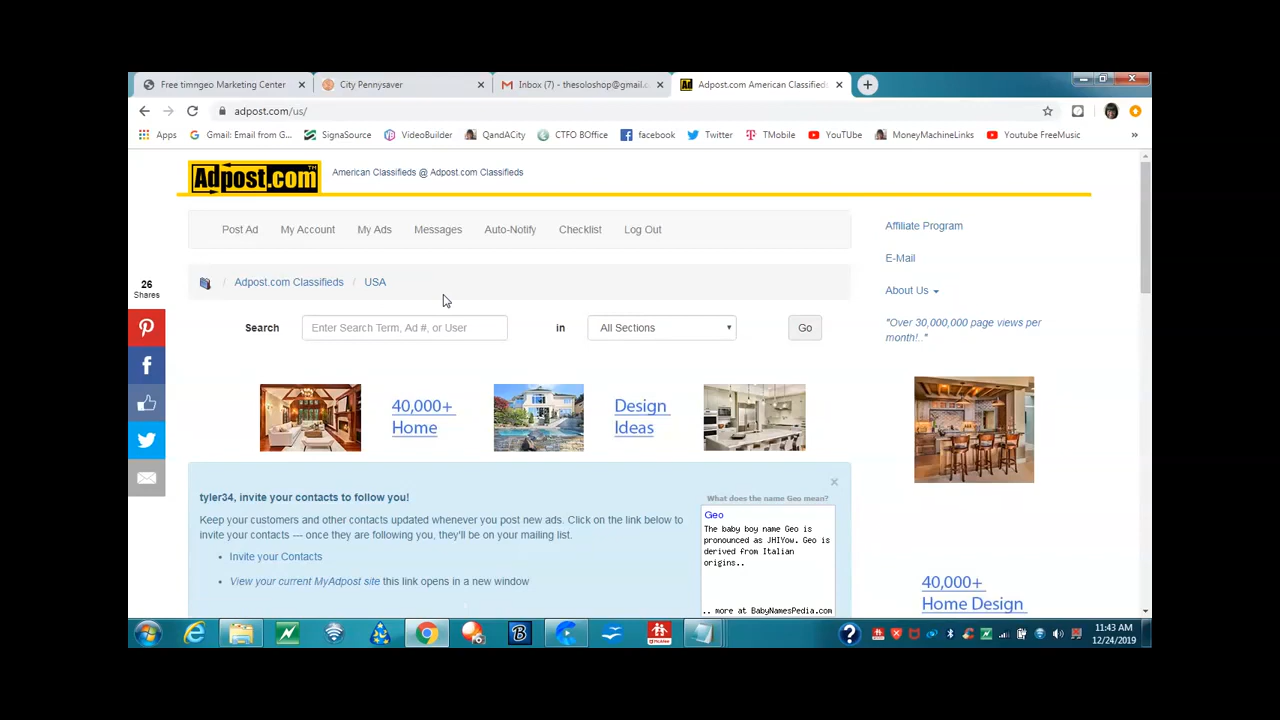 Free timngeo Marketing Center
City Pennysaver
Inbox (7) - thesoloshop@gmail.c
Adpost.com American Classifieds
adpost.com/us/
Apps
Gmail: Email from G...
SignaSource
VideoBuilder
QandACity
CTFO BOffice
facebook
Twitter
TMobile
YouTUbe
MoneyMachineLinks
Youtube FreeMusic
»
Adpost.com™
American Classifieds @ Adpost.com Classifieds
Post Ad
My Account
My Ads
Messages
Auto-Notify
Checklist
Log Out
Affiliate Program
E-Mail
About Us
"Over 30,000,000 page views per
month!.."
/ Adpost.com Classifieds / USA
26
Shares
Search
Enter Search Term, Ad #, or User
in
All Sections
Go
40,000+
Home
Design
Ideas
tyler34, invite your contacts to follow you!
Keep your customers and other contacts updated whenever you post new ads. Click on the link below to
invite your contacts --- once they are following you, they'll be on your mailing list.
Invite your Contacts
View your current MyAdpost site this link opens in a new window
What does the name Geo mean?
Geo
The baby boy name Geo is
pronounced as JHIYow. Geo is
derived from Italian
origins..
.. more at BabyNamesPedia.com
40,000+
Home Design
11:43 AM
12/24/2019